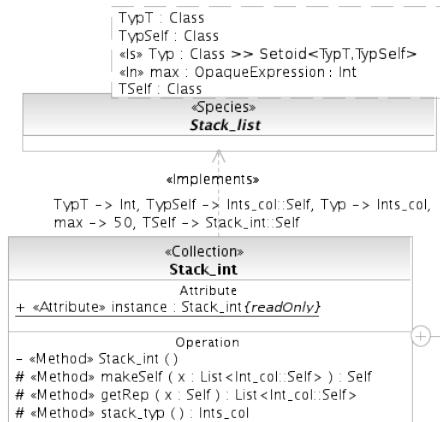 TypT : Class
TypSelf : Class
«Is» Typ : Class >> Setoid<TypT,TypSelf>
«In» max : OpaqueExpression : Int
TSelf : Class
«Species»
Stack_list
«Implements»
TypT -> Int, TypSelf -> Ints_col::Self, Typ -> Ints_col,
max -> 50, TSelf -> Stack_int::Self
«Collection»
Stack_int
Attribute
+ «Attribute» instance : Stack_int{readOnly}
Operation
- «Method» Stack_int ()
# «Method» makeSelf ( x : List<Int_col::Self> ) : Self
# «Method» getRep ( x : Self ) : List<Int_col::Self>
# «Method» stack_typ () : Ints_col